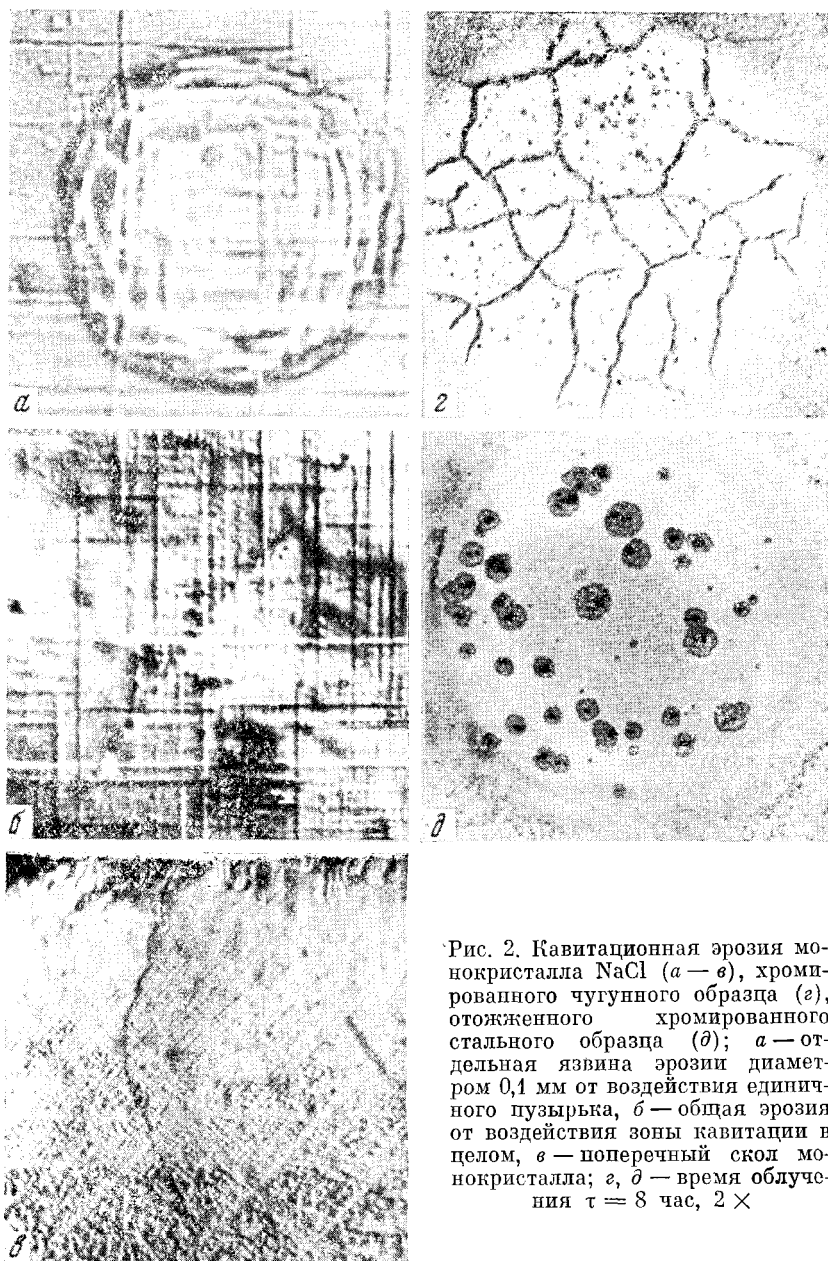 а
г
б
д
в
Рис. 2. Кавитационная эрозия мо-
нокристалла NaCl (а — в), хроми-
рованного чугунного образца (г),
отожженного хромированного
стального образца (д); а — от-
дельная язвина эрозии диамет-
ром 0,1 мм от воздействия единич-
ного пузырька, б — общая эрозия
от воздействия зоны кавитации в
целом, в — поперечный скол мо-
нокристалла; г, д — время облуче-
ния τ = 8 час, 2 ×